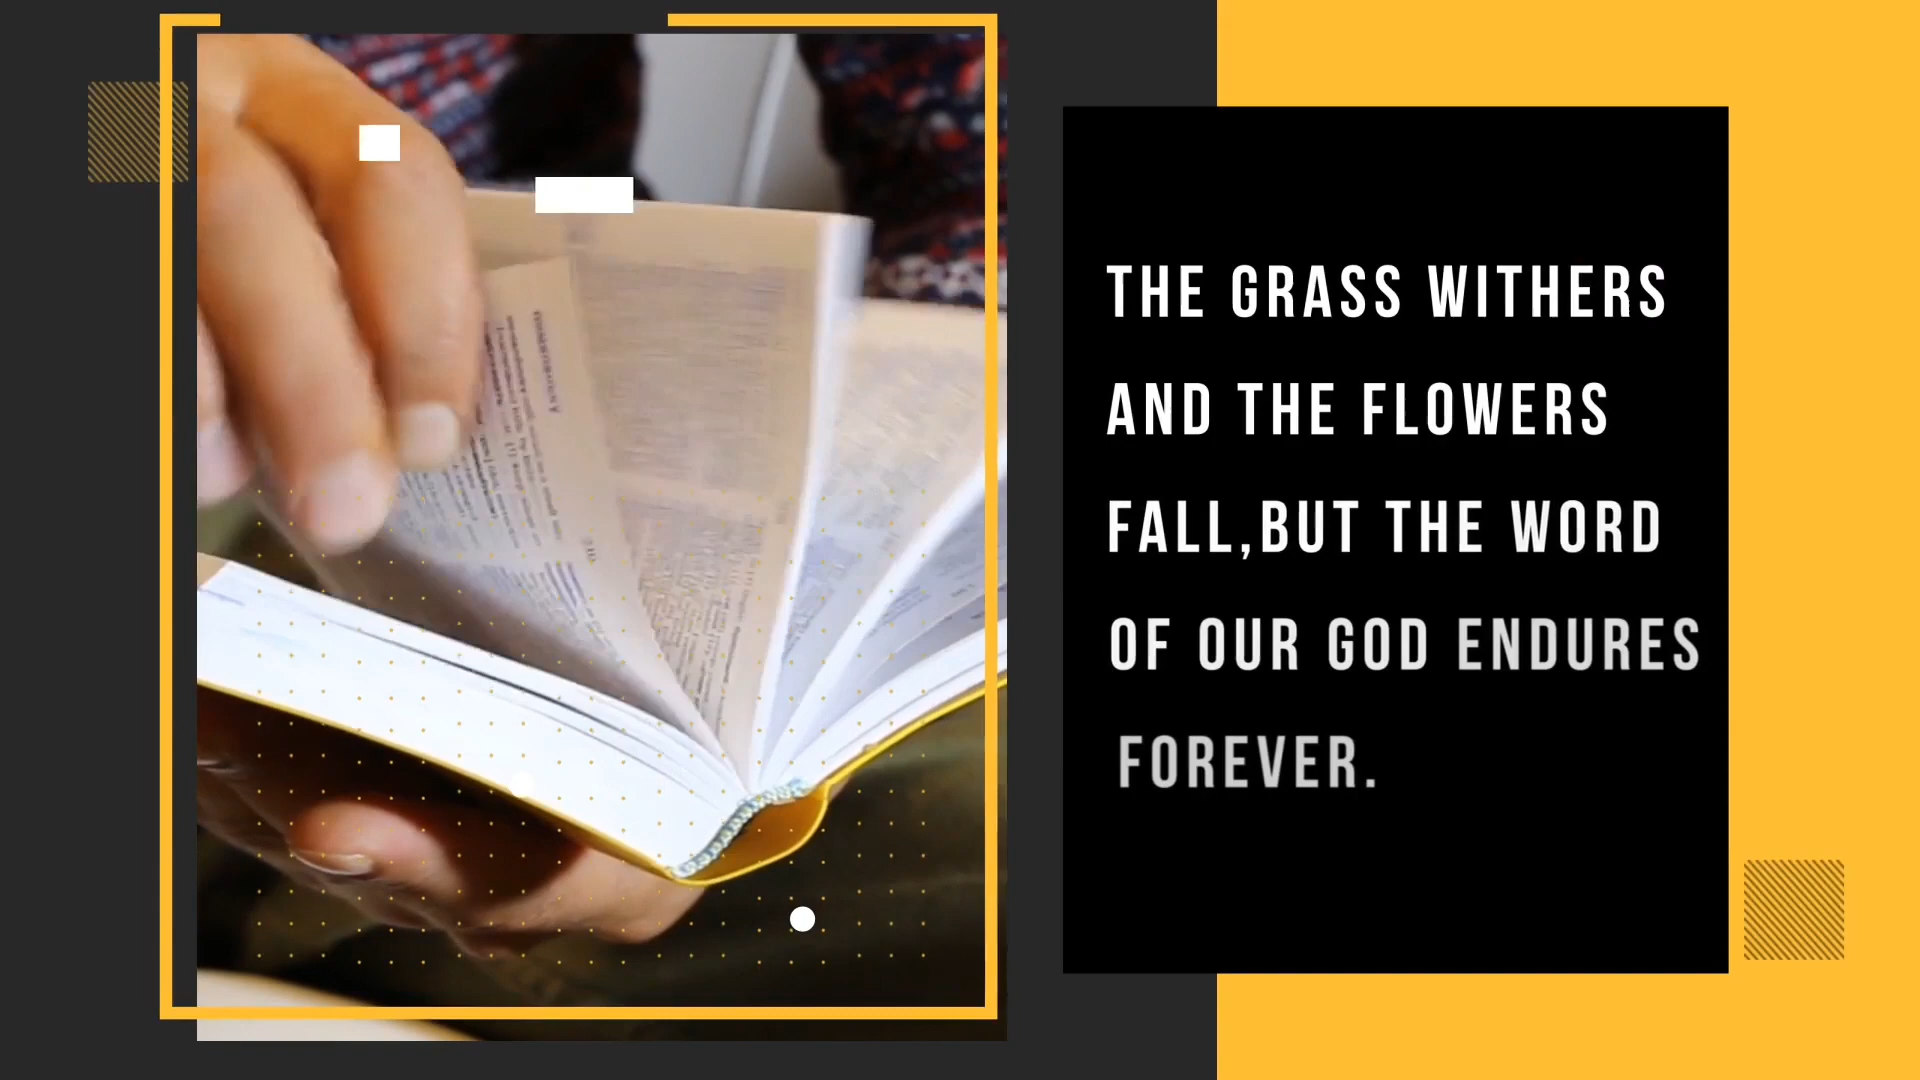 THE GRASS WITHERS
AND THE FLOWERS
FALL,BUT THE WORD
OF OUR GOD ENDURES
FOREVER.